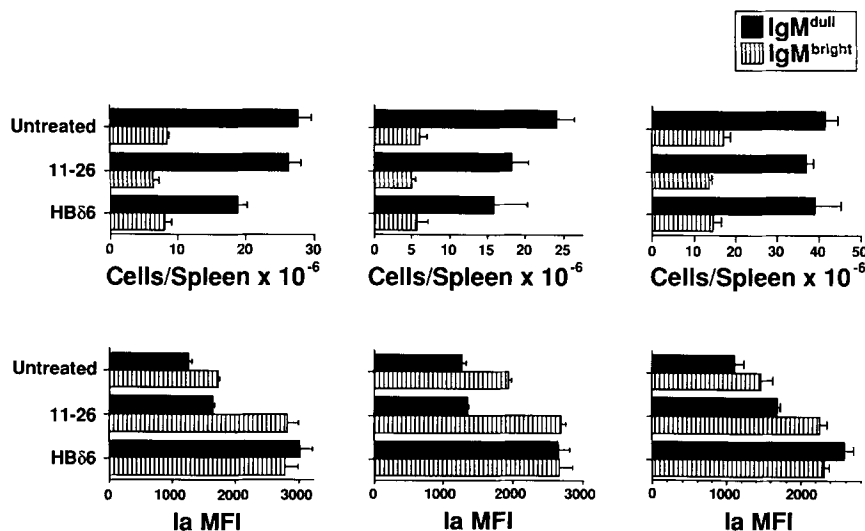 IgMdull
IgMbright
Untreated
11-26
HBδ6
0 10 20 30
Cells/Spleen x 10-6
0 5 10 15 20 25
Cells/Spleen x 10-6
0 10 20 30 40 50
Cells/Spleen x 10-6
Untreated
11-26
HBδ6
0 1000 2000 3000
Ia MFI
0 1000 2000 3000
Ia MFI
0 1000 2000
Ia MFI